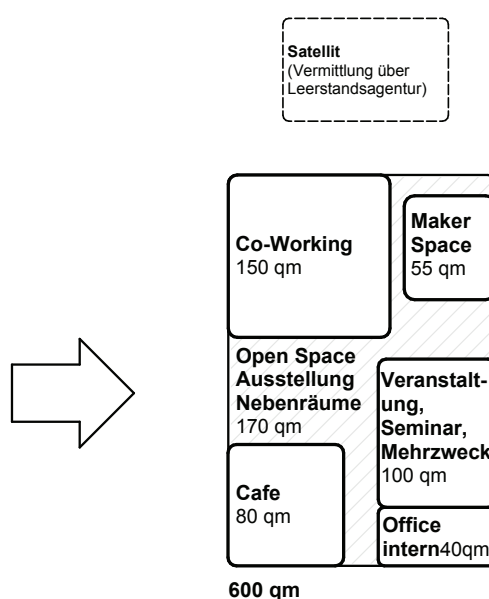 Satellit
(Vermittlung über
Leerstandsagentur)
Co-Working
150 qm
Maker
Space
55 qm
Open Space
Ausstellung
Nebenräume
170 qm
Veranstalt-
ung,
Seminar,
Mehrzweck
100 qm
Cafe
80 qm
Office
intern40qm
600 qm